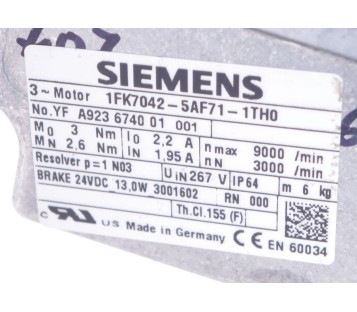 SIEMENS
3 ~ Motor 1FK7042-5AF71-1TH0
No.YF A923 6740 01 001
M0 3 Nm I0 2,2 A n max 9000 /min
MN 2,6 Nm IN 1,95 A n N 3000 /min
Resolver p=1 N03 UIN 267 V IP64 m 6 kg
BRAKE 24VDC 13,0W 3001602 RN 000
Th.Cl.155 (F)
c US Made in Germany CE EN 60034